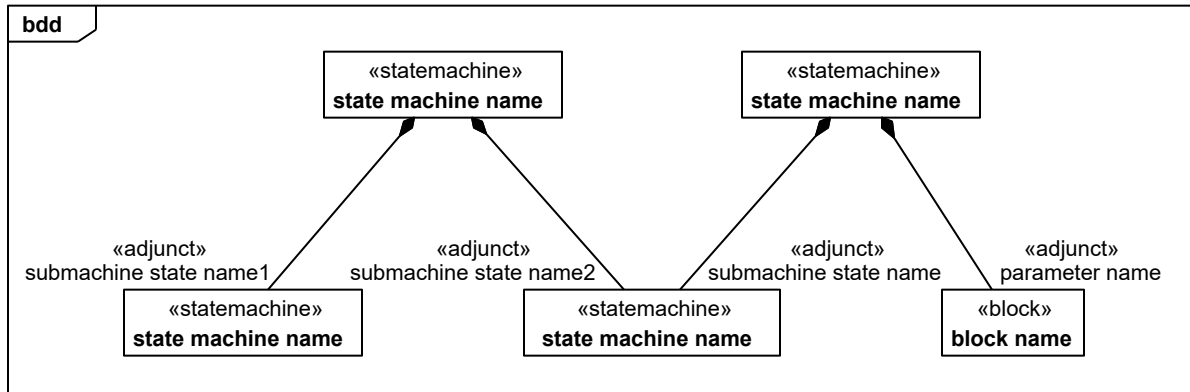 bdd
«statemachine»
state machine name
«statemachine»
state machine name
«adjunct»
submachine state name1
«adjunct»
submachine state name2
«adjunct»
submachine state name
«adjunct»
parameter name
«statemachine»
state machine name
«statemachine»
state machine name
«block»
block name